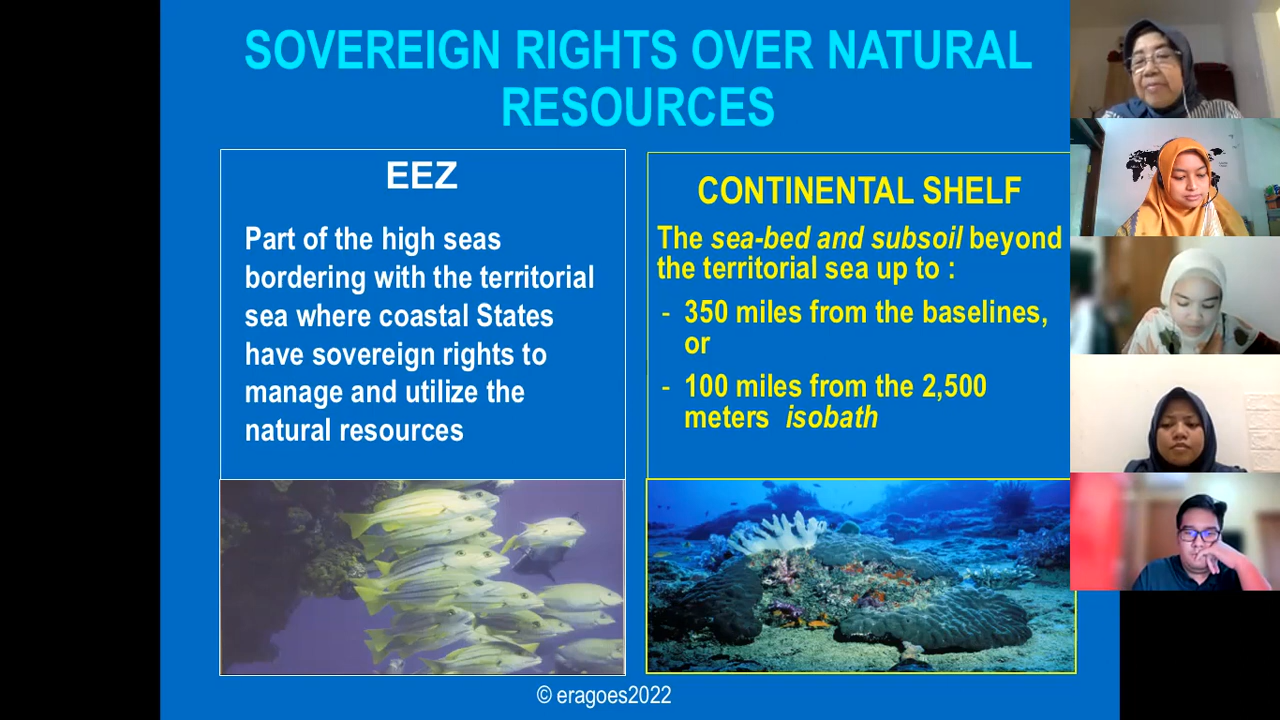 SOVEREIGN RIGHTS OVER NATURAL
RESOURCES
EEZ
Part of the high seas
bordering with the territorial
sea where coastal States
have sovereign rights to
manage and utilize the
natural resources
CONTINENTAL SHELF
The sea-bed and subsoil beyond
the territorial sea up to :
- 350 miles from the baselines,
or
- 100 miles from the 2,500
meters isobath
© eragoes2022